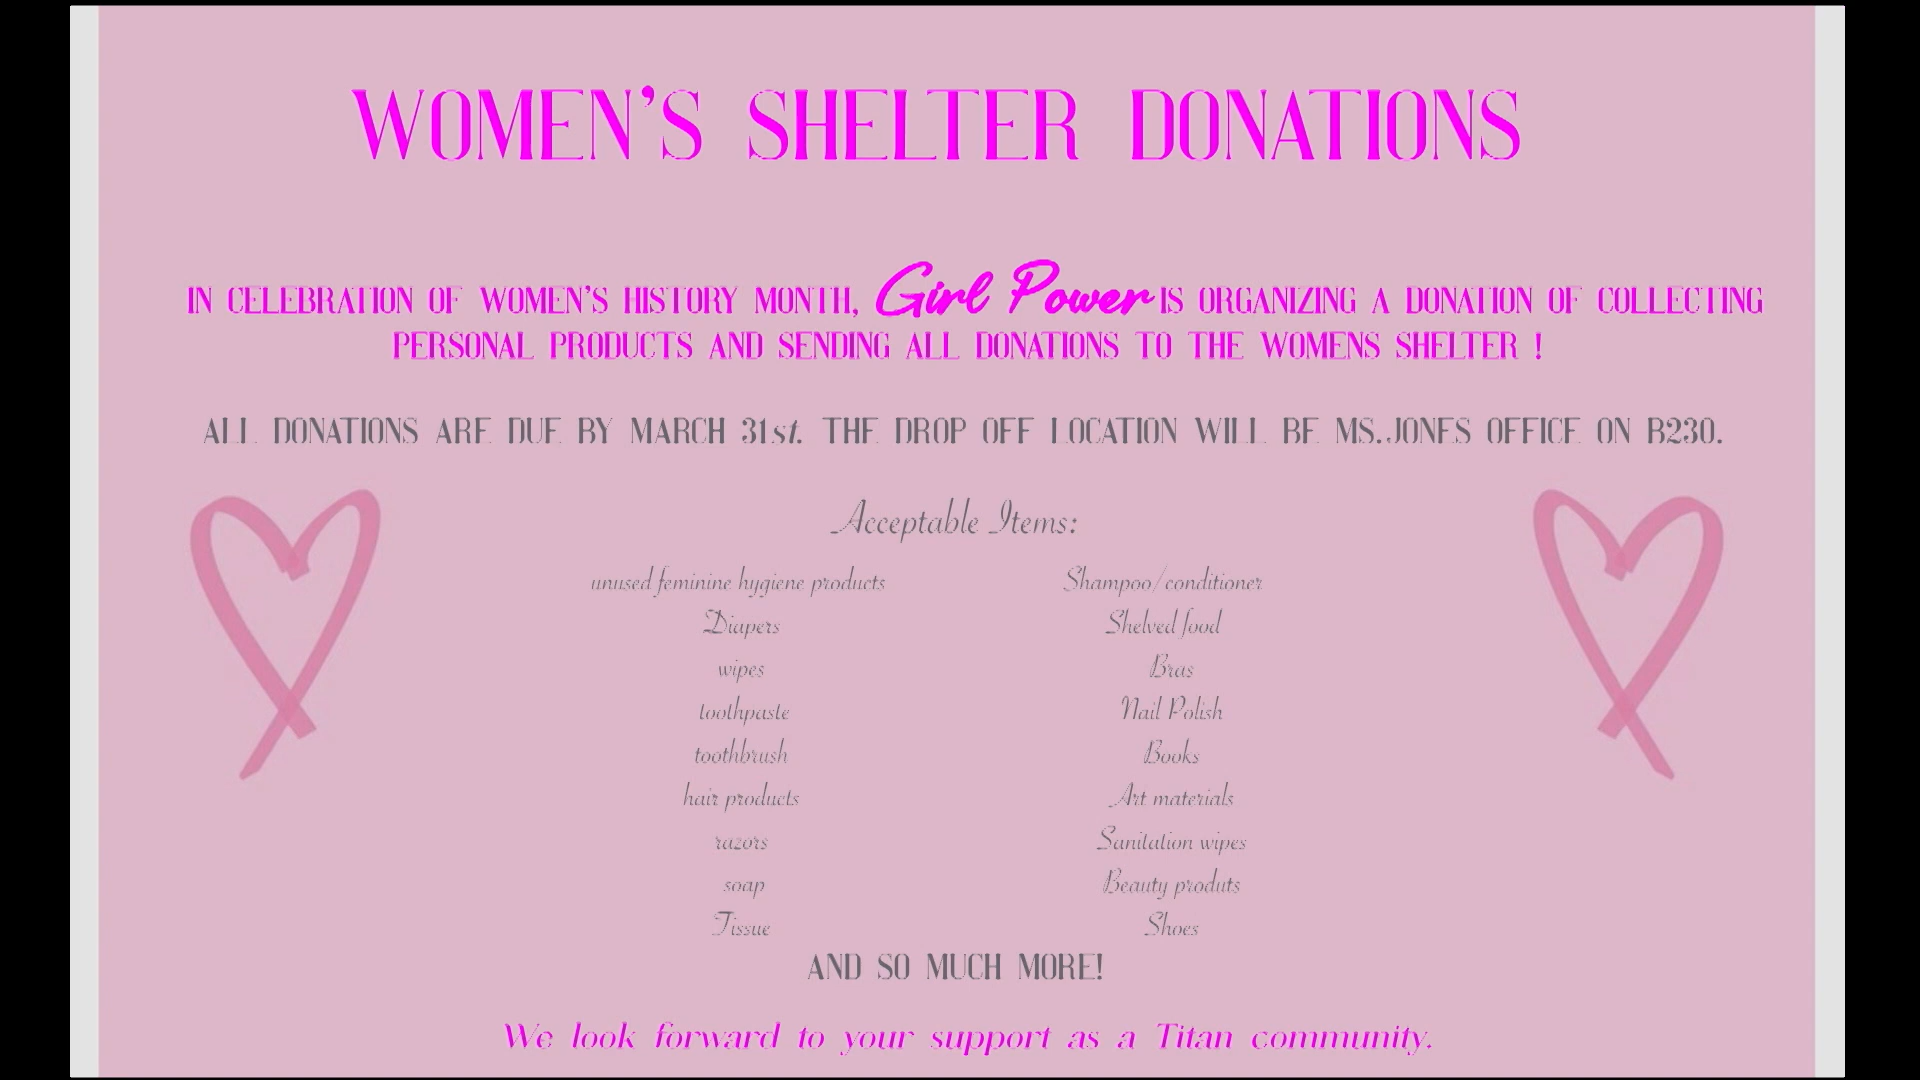 WOMEN'S SHELTER DONATIONS
IN CELEBRATION OF WOMEN'S HISTORY MONTH, Girl Power IS ORGANIZING A DONATION OF COLLECTING
PERSONAL PRODUCTS AND SENDING ALL DONATIONS TO THE WOMENS SHELTER !
ALL DONATIONS ARE DUE BY MARCH 31st. THE DROP OFF LOCATION WILL BE MS.JONES OFFICE ON B230.
Acceptable Items:
unused feminine hygiene products
Diapers
wipes
toothpaste
toothbrush
hair products
razors
soap
Tissue
Shampoo/conditioner
Shelved food
Bras
Nail Polish
Books
Art materials
Sanitation wipes
Beauty produts
Shoes
AND SO MUCH MORE!
We look forward to your support as a Titan community.